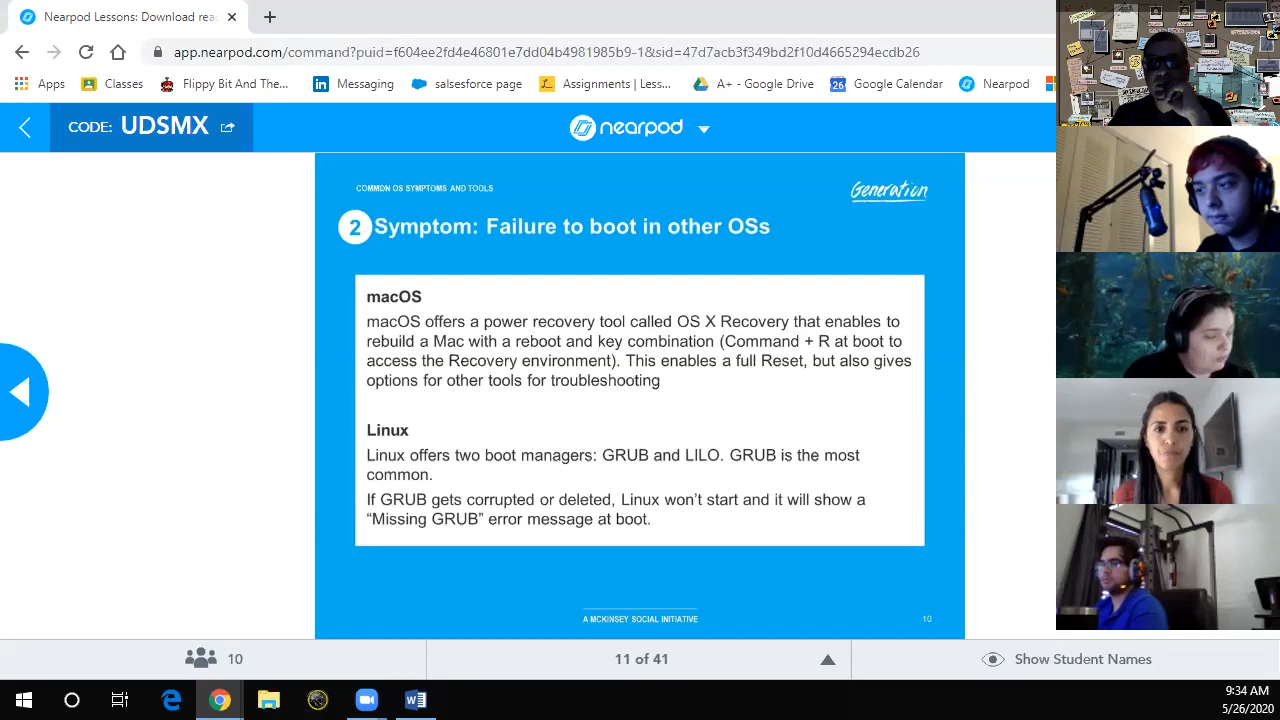 Nearpod Lessons: Download rea
app.nearpod.com/command?puid=f60bae2fd4e46801e7dd04b4931985b9-1&sid=47d7acb3f349bd2f10d4665294ecdb26
Apps
Classes
Flippy Bit And The...
Managing
salesforce page
Assignments | Less...
A+ - Google Drive
26
Google Calendar
Nearpod
CODE: UDSMX
nearpod
COMMON OS SYMPTOMS AND TOOLS
Generation
2 Symptom: Failure to boot in other OSs
macOS
macOS offers a power recovery tool called OS X Recovery that enables to
rebuild a Mac with a reboot and key combination (Command + R at boot to
access the Recovery environment). This enables a full Reset, but also gives
options for other tools for troubleshooting
Linux
Linux offers two boot managers: GRUB and LILO. GRUB is the most
common.
If GRUB gets corrupted or deleted, Linux won’t start and it will show a
“Missing GRUB” error message at boot.
A MCKINSEY SOCIAL INITIATIVE
10
10
11 of 41
Show Student Names
9:34 AM
5/26/2020